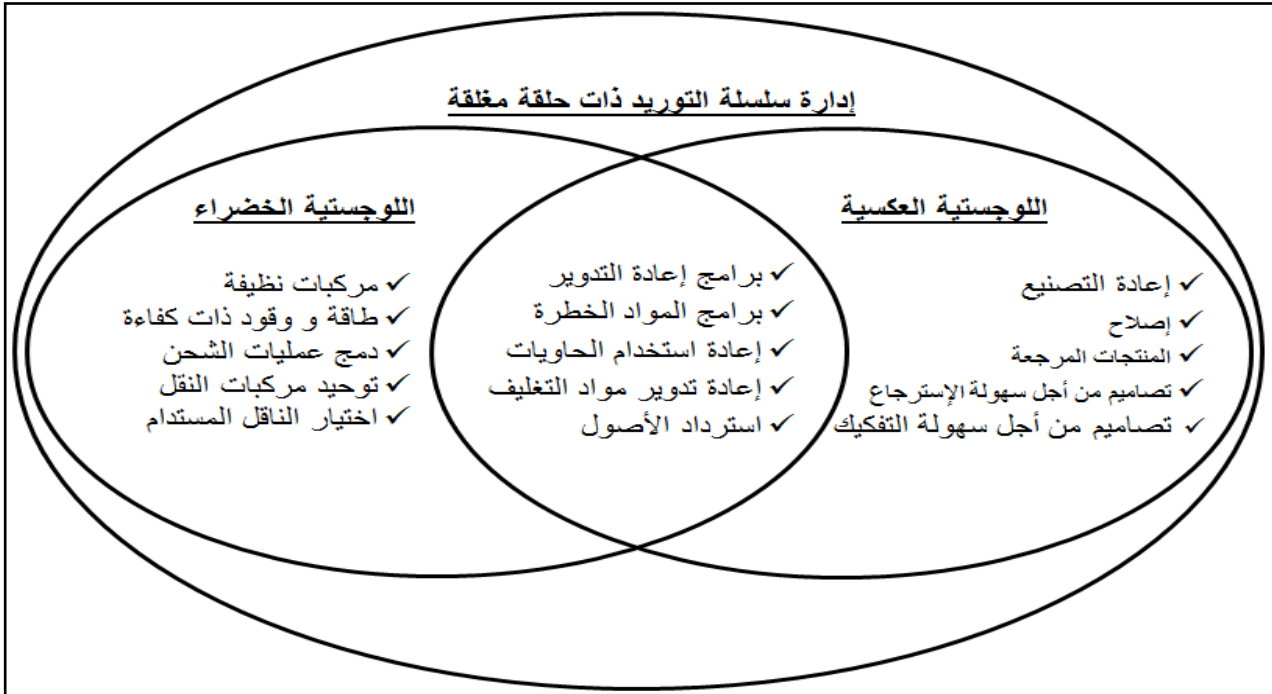 إدارة سلسلة التوريد ذات حلقة مغلقة
اللوجستية العكسية
✓ إعادة التصنيع
✓ إصلاح
✓ المنتجات المرجعة
✓ تصاميم من أجل سهولة الإسترجاع
✓ تصاميم من أجل سهولة التفكيك
✓ برامج إعادة التدوير
✓ برامج المواد الخطرة
✓ إعادة استخدام الحاويات
✓ إعادة تدوير مواد التغليف
✓ استرداد الأصول
اللوجستية الخضراء
✓ مركبات نظيفة
✓ طاقة و وقود ذات كفاءة
✓ دمج عمليات الشحن
✓ توحيد مركبات النقل
✓ اختيار الناقل المستدام